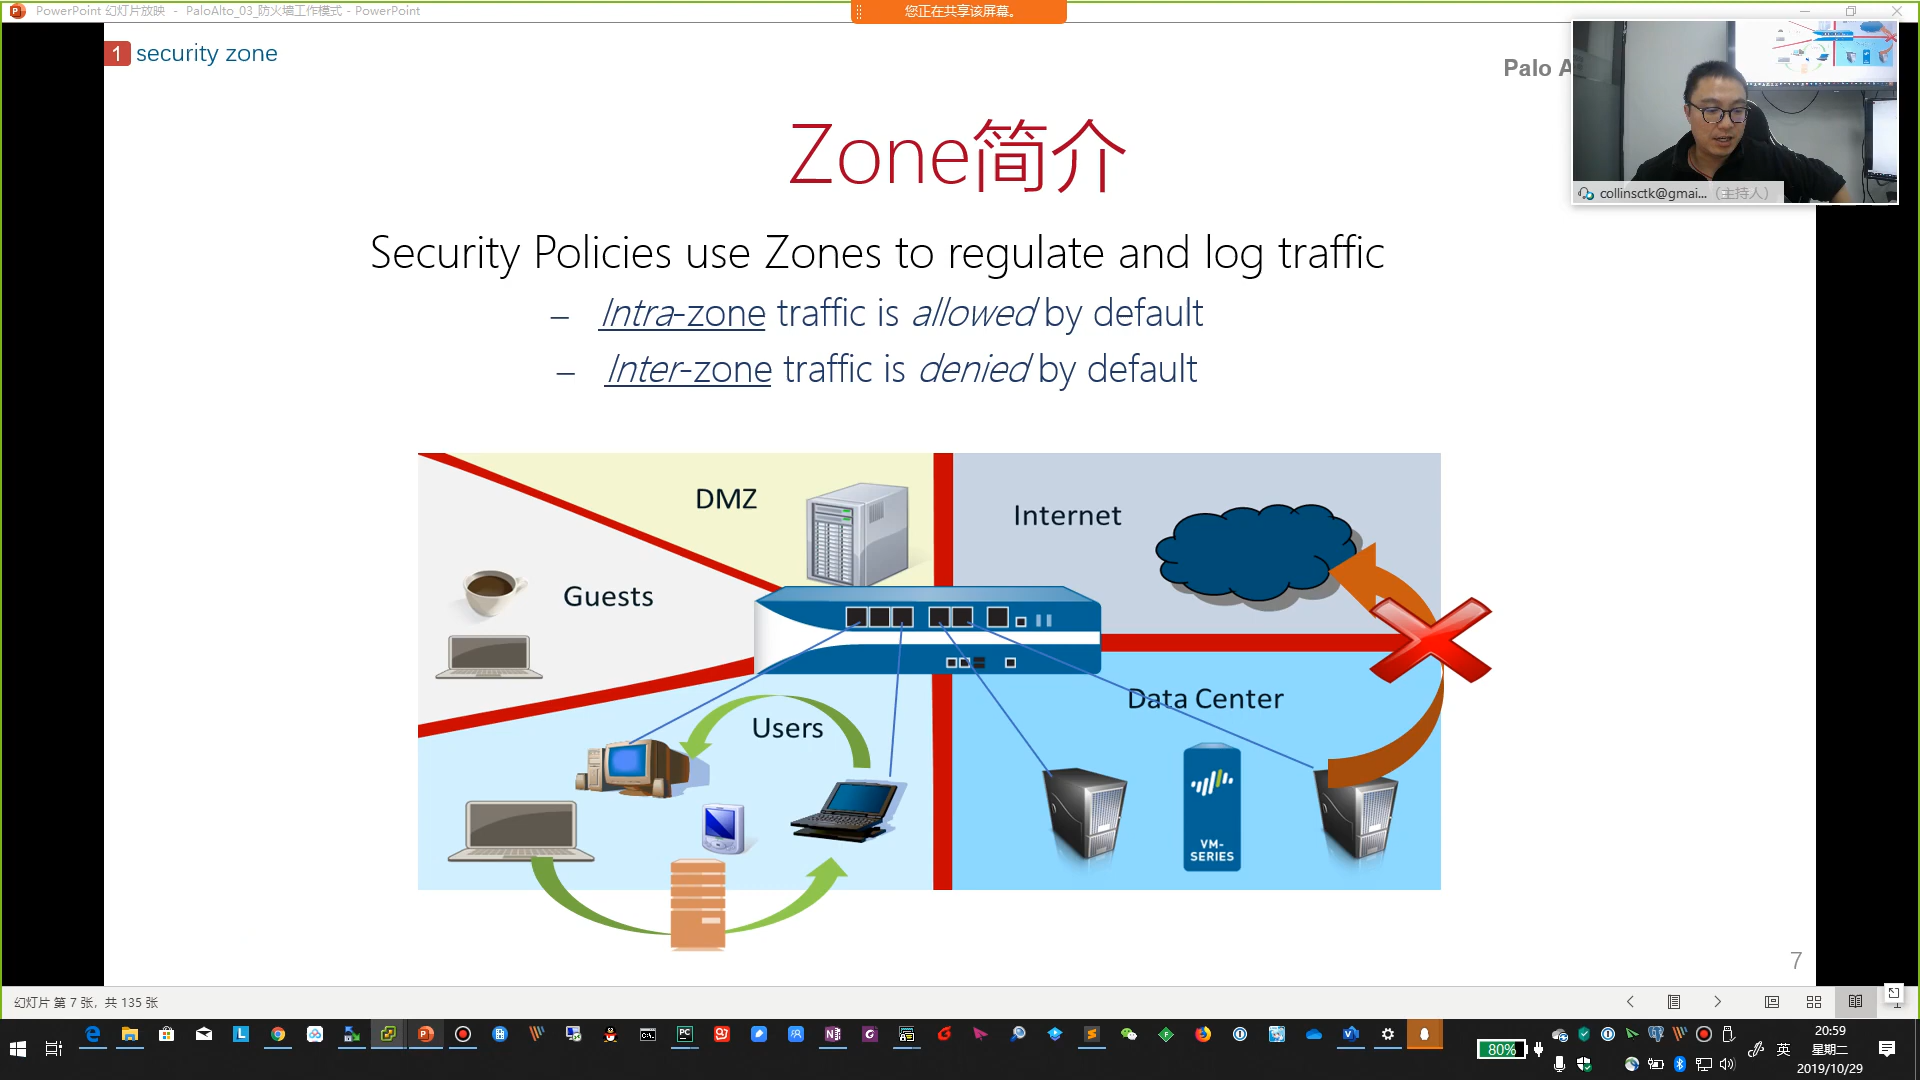 PowerPoint 幻灯片放映 - PaloAlto_03_防火墙工作模式 - PowerPoint
您正在共享该屏幕。
1 security zone
Palo A
collinsctk@gmai... (主持人)
Zone简介
Security Policies use Zones to regulate and log traffic
– Intra-zone traffic is allowed by default
– Inter-zone traffic is denied by default
DMZ
Internet
Guests
Data Center
Users
VM-
SERIES
7
幻灯片 第 7 张，共 135 张
80%
英
20:59
星期二
2019/10/29